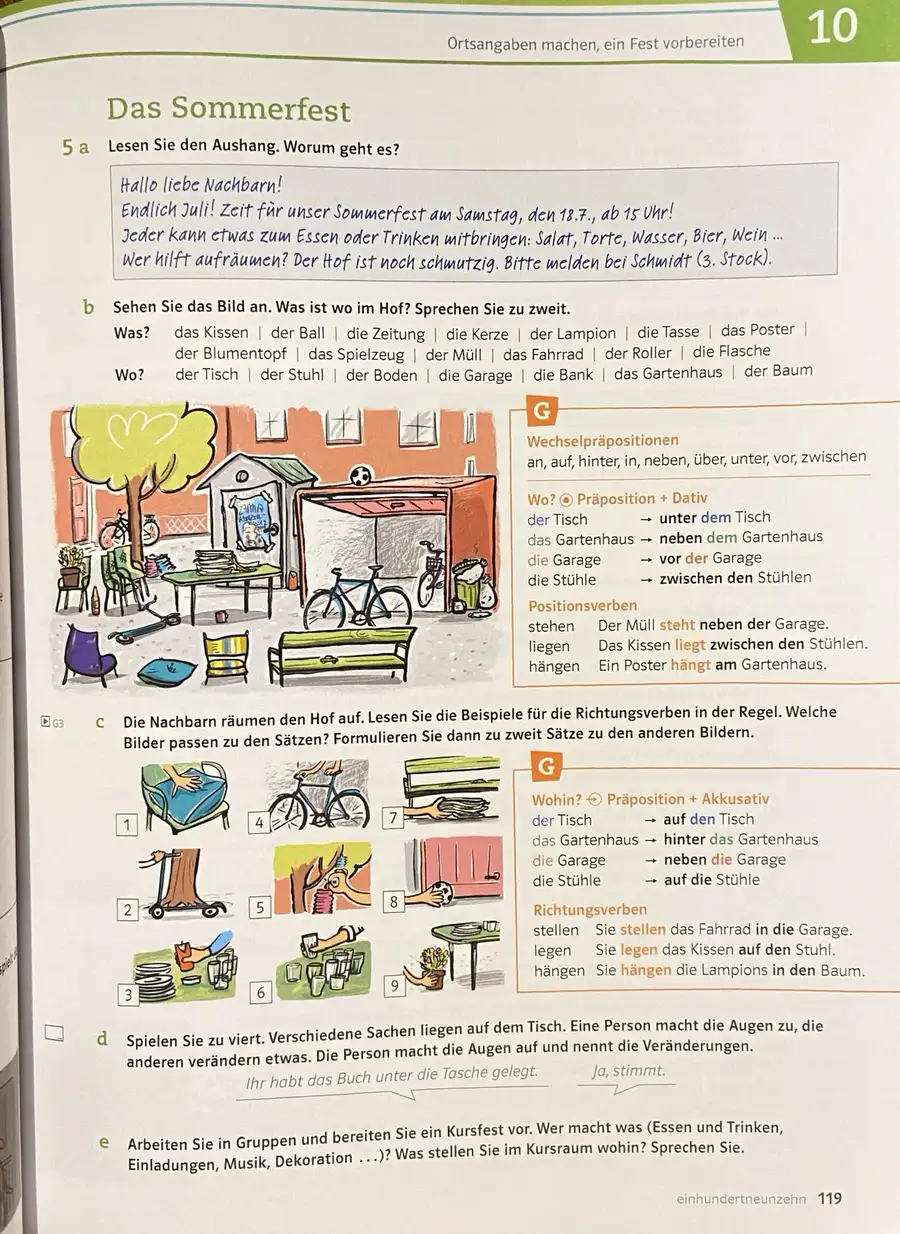 Ortsangaben machen, ein Fest vorbereiten
10
Das Sommerfest
5 a Lesen Sie den Aushang. Worum geht es?
Hallo liebe Nachbarn!
Endlich Juli! Zeit für unser Sommerfest am Samstag, den 18.7., ab 15 Uhr!
Jeder kann etwas zum Essen oder Trinken mitbringen: Salat, Torte, Wasser, Bier, Wein ...
Wer hilft aufräumen? Der Hof ist noch schmutzig. Bitte melden bei Schmidt (3. Stock).
b Sehen Sie das Bild an. Was ist wo im Hof? Sprechen Sie zu zweit.
Was? das Kissen | der Ball | die Zeitung | die Kerze | der Lampion | die Tasse | das Poster |
der Blumentopf | das Spielzeug | der Müll | das Fahrrad | der Roller | die Flasche
Wo? der Tisch | der Stuhl | der Boden | die Garage | die Bank | das Gartenhaus | der Baum
G
Wechselpräpositionen
an, auf, hinter, in, neben, über, unter, vor, zwischen
Wo? Präposition + Dativ
der Tisch → unter dem Tisch
das Gartenhaus → neben dem Gartenhaus
die Garage → vor der Garage
die Stühle → zwischen den Stühlen
Positionsverben
stehen Der Müll steht neben der Garage.
liegen Das Kissen liegt zwischen den Stühlen.
hängen Ein Poster hängt am Gartenhaus.
G3
c Die Nachbarn räumen den Hof auf. Lesen Sie die Beispiele für die Richtungsverben in der Regel. Welche
Bilder passen zu den Sätzen? Formulieren Sie dann zu zweit Sätze zu den anderen Bildern.
1
4
7
2
5
8
3
6
9
G
Wohin? Präposition + Akkusativ
der Tisch → auf den Tisch
das Gartenhaus → hinter das Gartenhaus
die Garage → neben die Garage
die Stühle → auf die Stühle
Richtungsverben
stellen Sie stellen das Fahrrad in die Garage.
legen Sie legen das Kissen auf den Stuhl.
hängen Sie hängen die Lampions in den Baum.
d Spielen Sie zu viert. Verschiedene Sachen liegen auf dem Tisch. Eine Person macht die Augen zu, die
anderen verändern etwas. Die Person macht die Augen auf und nennt die Veränderungen.
Ihr habt das Buch unter die Tasche gelegt.
Ja, stimmt.
e Arbeiten Sie in Gruppen und bereiten Sie ein Kursfest vor. Wer macht was (Essen und Trinken,
Einladungen, Musik, Dekoration ...)? Was stellen Sie im Kursraum wohin? Sprechen Sie.
einhundertneunzehn 119